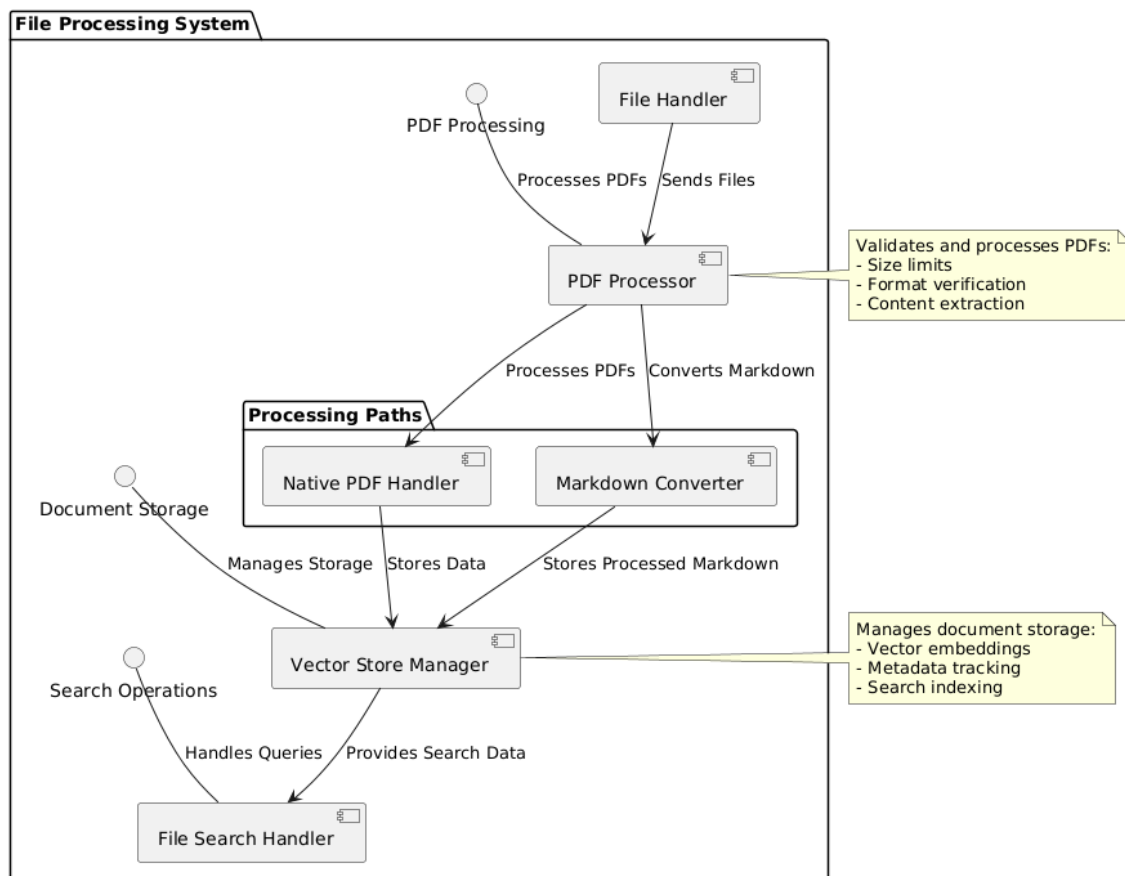 File Processing System
File Handler
PDF Processing
Processes PDFs
Sends Files
Validates and processes PDFs:
- Size limits
- Format verification
- Content extraction
PDF Processor
Processes PDFs
Converts Markdown
Processing Paths
Native PDF Handler
Markdown Converter
Document Storage
Manages Storage
Stores Data
Stores Processed Markdown
Manages document storage:
- Vector embeddings
- Metadata tracking
- Search indexing
Vector Store Manager
Search Operations
Handles Queries
Provides Search Data
File Search Handler